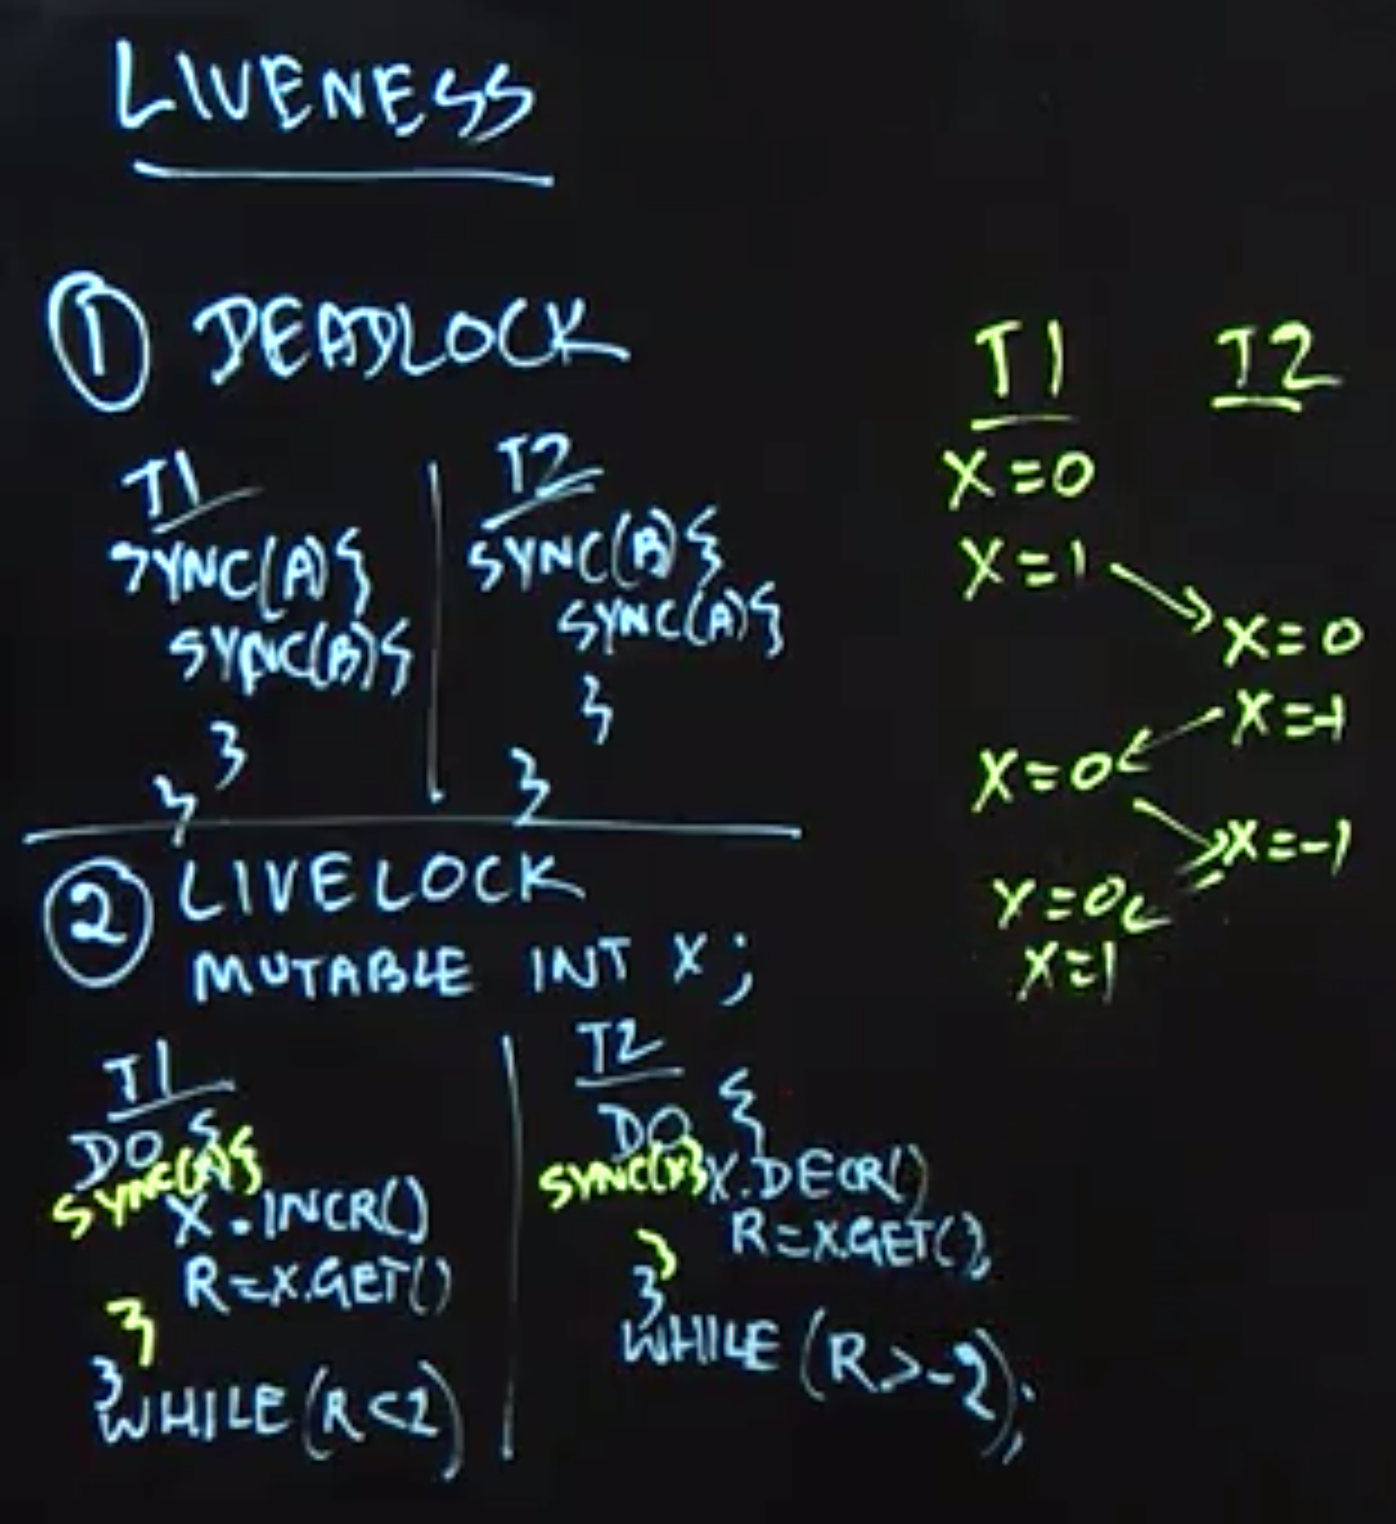 LIVENESS
① DEADLOCK
T1
SYNC(A){
SYNC(B){
}
}
T2
SYNC(B){
SYNC(A){
}
}
② LIVELOCK
MUTABLE INT X;
T1
DO {
SYNC(A){
X.INCR()
R=X.GET()
}
}
WHILE(R<2)
T2
DO {
SYNC(X){
X.DECR()
R=X.GET();
}
}
WHILE(R>-2);
T1 T2
X=0
X=1
X=0
X=-1
X=0
X=-1
X=0
X=1